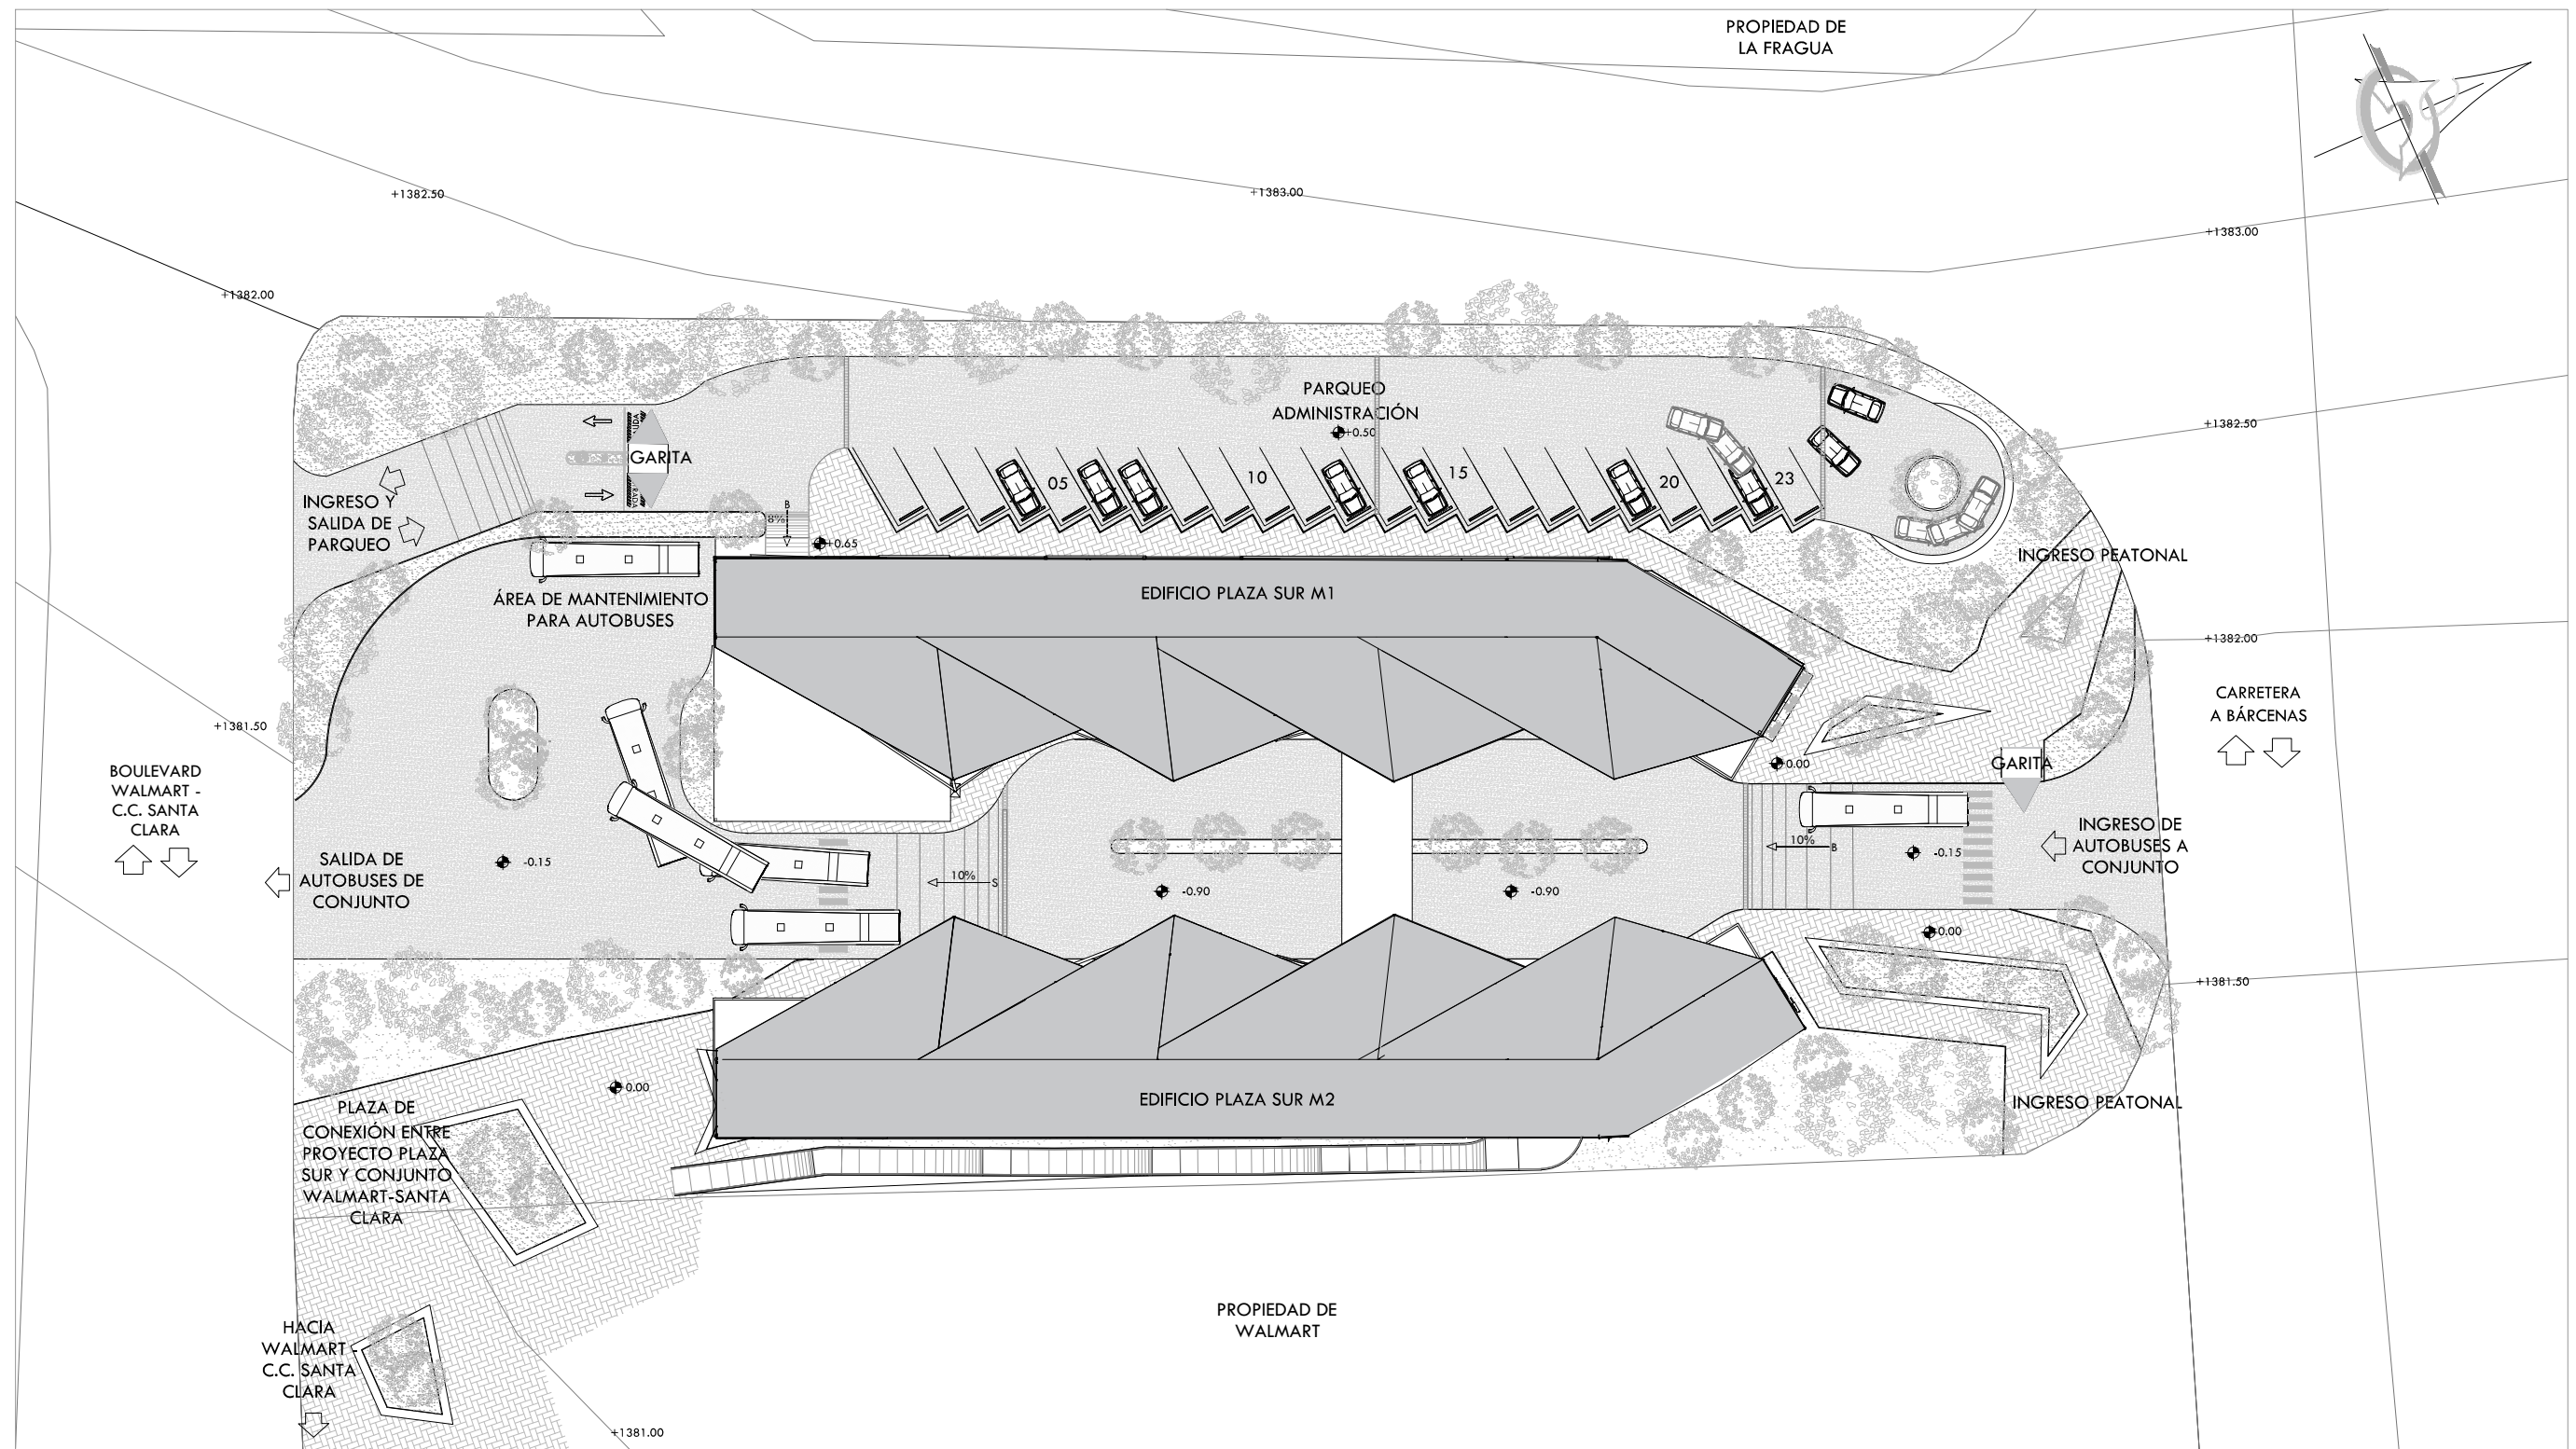 PROPIEDAD DE
LA FRAGUA
+1382.50
+1383.00
+1383.00
+1382.00
PARQUEO
ADMINISTRACIÓN
+0.50
+1382.50
GARITA
05
10
15
20
23
INGRESO Y
SALIDA DE
PARQUEO
B
8%
+0.65
INGRESO PEATONAL
ÁREA DE MANTENIMIENTO
PARA AUTOBUSES
EDIFICIO PLAZA SUR M1
+1382.00
CARRETERA
A BÁRCENAS
+1381.50
BOULEVARD
WALMART -
C.C. SANTA
CLARA
0.00
GARITA
SALIDA DE
AUTOBUSES DE
CONJUNTO
-0.15
10%
S
-0.90
-0.90
10%
B
-0.15
INGRESO DE
AUTOBUSES A
CONJUNTO
0.00
+1381.50
0.00
EDIFICIO PLAZA SUR M2
INGRESO PEATONAL
PLAZA DE
CONEXIÓN ENTRE
PROYECTO PLAZA
SUR Y CONJUNTO
WALMART-SANTA
CLARA
PROPIEDAD DE
WALMART
HACIA
WALMART -
C.C. SANTA
CLARA
+1381.00